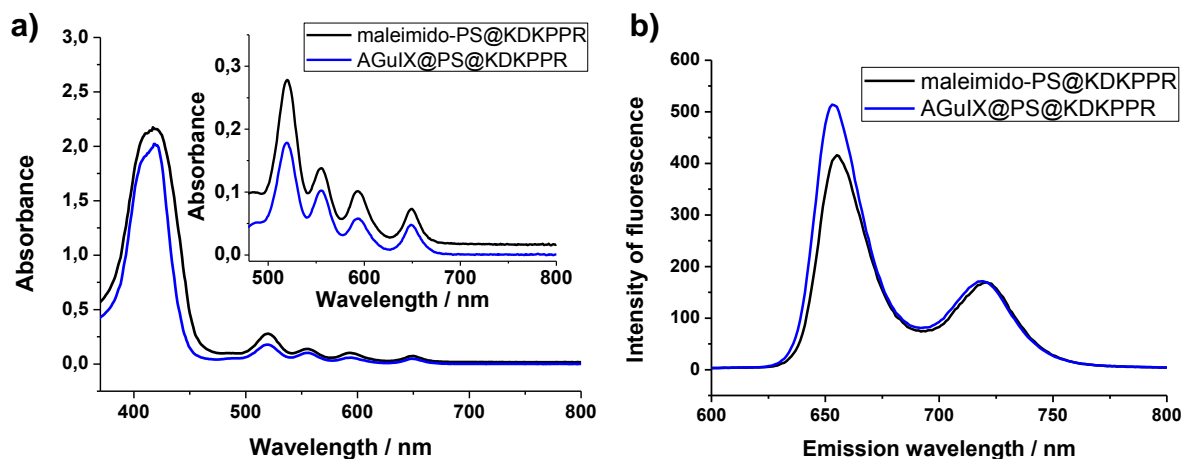 a)
maleimido-PS@KDKPPR
AGuIX@PS@KDKPPR
3,0
2,5
2,0
1,5
1,0
0,5
0,0
Absorbance
400 500 600 700 800
Wavelength / nm
0,3
0,2
0,1
0,0
Absorbance
500 600 700 800
Wavelength / nm
b)
maleimido-PS@KDKPPR
AGuIX@PS@KDKPPR
600
500
400
300
200
100
0
Intensity of fluorescence
600 650 700 750 800
Emission wavelength / nm